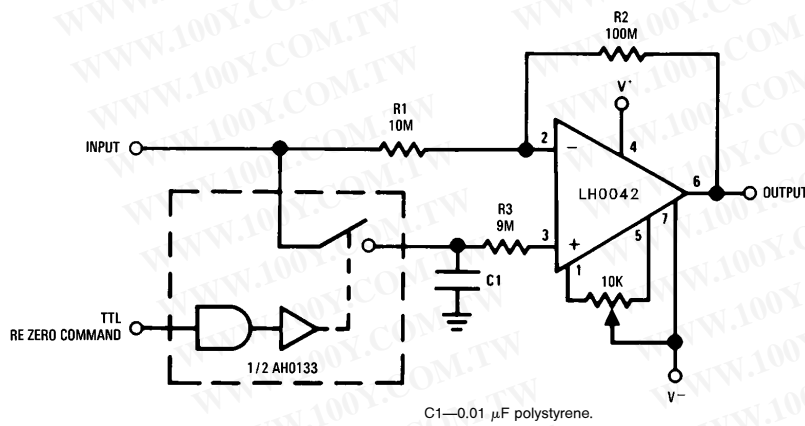 R2
100M
V+
R1
10M
INPUT
2
−
4
LH0042
6
OUTPUT
R3
9M
3
+
5
7
1
10K
C1
TTL
RE ZERO COMMAND
1/2 AH0133
V−
C1—0.01 μF polystyrene.
WWW.100Y.COM.TW